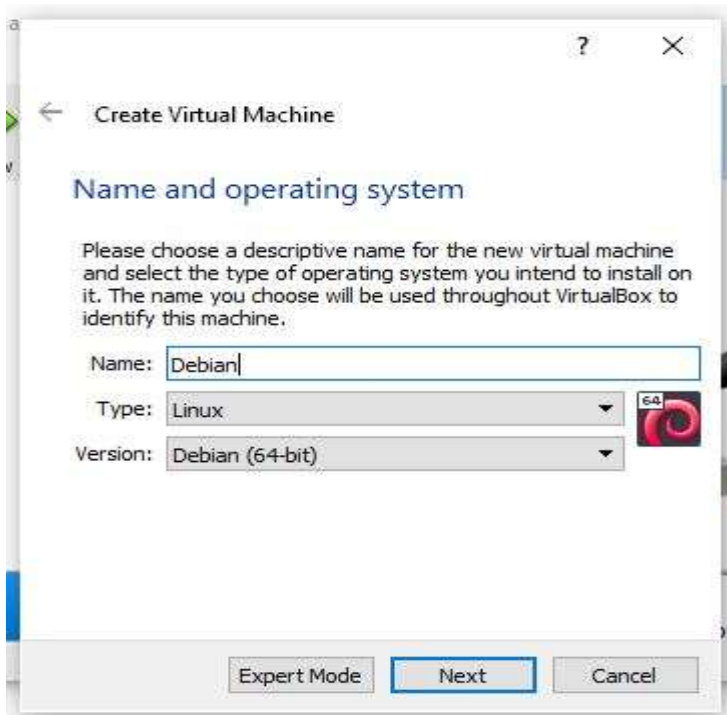 a
?
Create Virtual Machine
w
Name and operating system
Please choose a descriptive name for the new virtual machine
and select the type of operating system you intend to install on
it. The name you choose will be used throughout VirtualBox to
identify this machine.
Name: Debian
Type: Linux
64
Version: Debian (64-bit)
Expert Mode Next Cancel